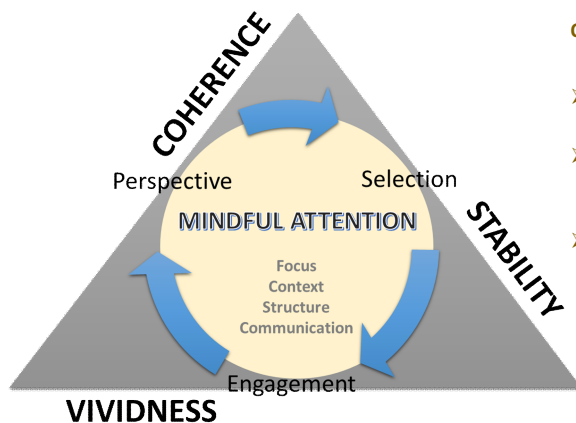 COHERENCE
Perspective
Selection
MINDFUL ATTENTION
STABILITY
Focus
Context
Structure
Communication
Engagement
VIVIDNESS